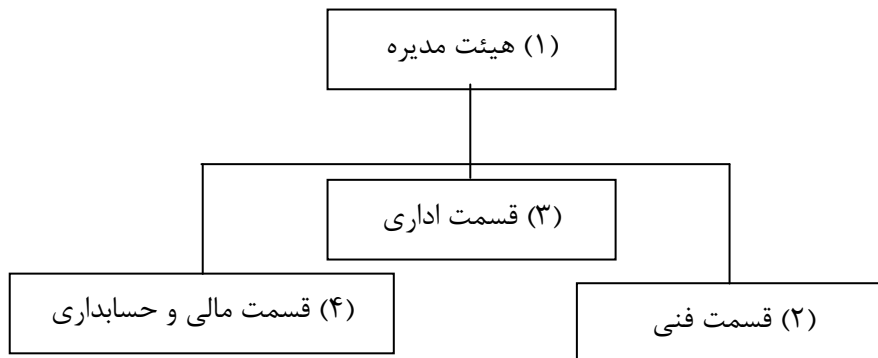 (۱) هیئت مدیره
(۳) قسمت اداری
(۲) قسمت فنی
(۴) قسمت مالی و حسابداری